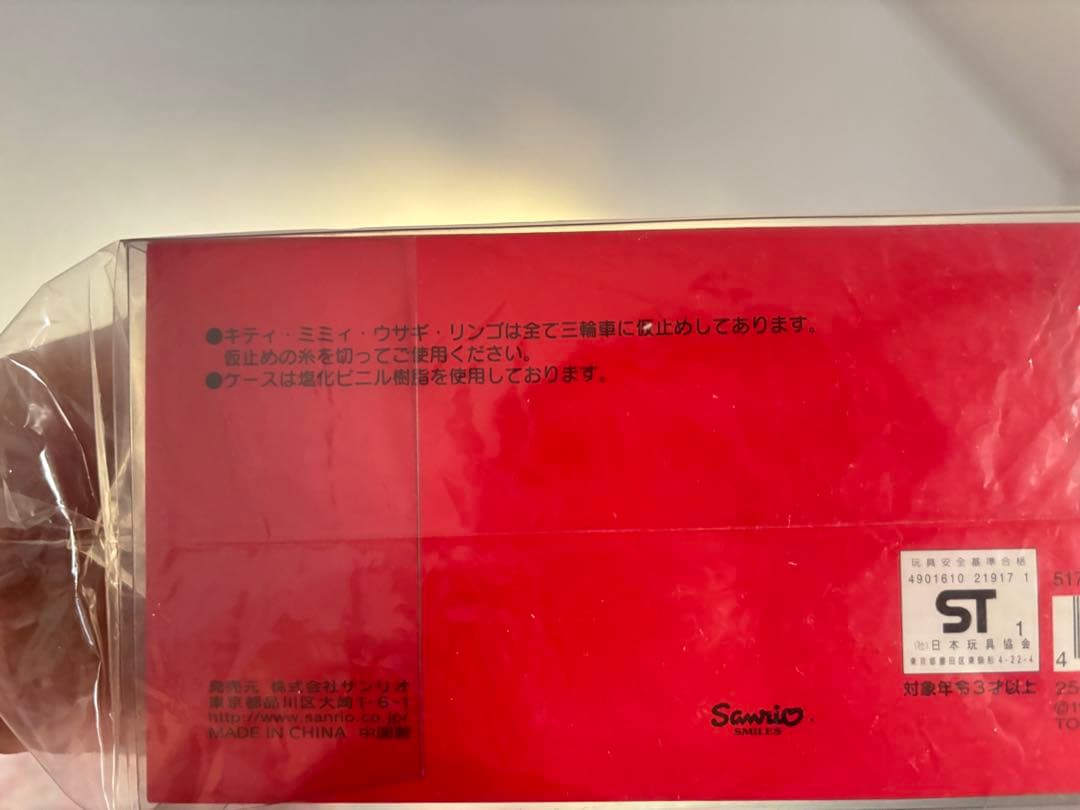 ●キティ・ミミィ・ウサギ・リンゴは全て三輪車に仮止めしてあります。
仮止めの糸を切ってご使用ください。
●ケースは塩化ビニル樹脂を使用しております。
玩具安全基準合格
4901610 21917 1
ST 1
(社)日本玩具協会
東京都墨田区東駒形4-22-4
対象年令3才以上
517
4
25
©1
TO
発売元 株式会社サンリオ
東京都品川区大崎1-6-1
http://www.sanrio.co.jp/
MADE IN CHINA 中国製
Sanrio
SMILES